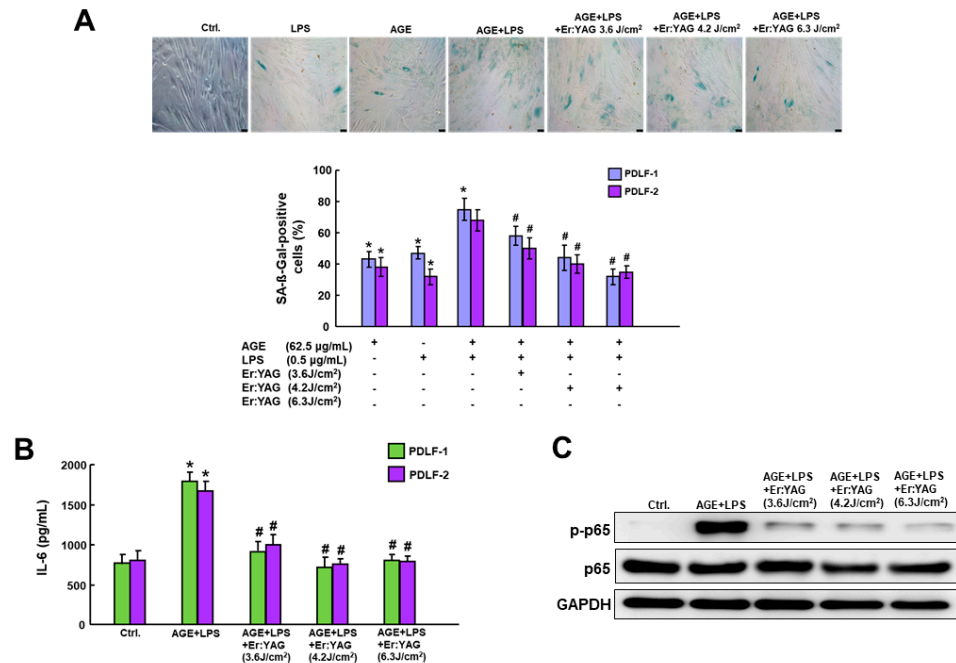 A
Ctrl.
LPS
AGE
AGE+LPS
AGE+LPS
+Er:YAG 3.6 J/cm²
AGE+LPS
+Er:YAG 4.2 J/cm²
AGE+LPS
+Er:YAG 6.3 J/cm²
SA-ß-Gal-positive
cells (%)
100
80
60
40
20
0
PDLF-1
PDLF-2
* * * * * # # # # # #
AGE (62.5 µg/mL) + - + + + +
LPS (0.5 µg/mL) - + + + + +
Er:YAG (3.6J/cm²) - - - + - -
Er:YAG (4.2J/cm²) - - - - + +
Er:YAG (6.3J/cm²) - - - - - -
B
IL-6 (pg/mL)
2000
1500
1000
500
0
PDLF-1
PDLF-2
* * # # # # # #
Ctrl.
AGE+LPS
AGE+LPS
+Er:YAG
(3.6J/cm²)
AGE+LPS
+Er:YAG
(4.2J/cm²)
AGE+LPS
+Er:YAG
(6.3J/cm²)
C
Ctrl.
AGE+LPS
AGE+LPS
+Er:YAG
(3.6J/cm²)
AGE+LPS
+Er:YAG
(4.2J/cm²)
AGE+LPS
+Er:YAG
(6.3J/cm²)
p-p65
p65
GAPDH